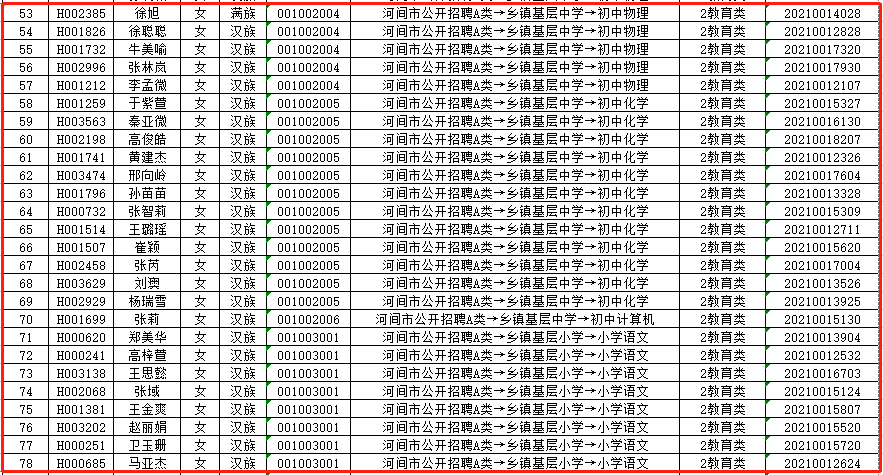 53 H002385 徐旭 女 满族 001002004 河间市公开招聘A类→乡镇基层中学→初中物理 2教育类 20210014028
54 H001826 徐聪聪 女 汉族 001002004 河间市公开招聘A类→乡镇基层中学→初中物理 2教育类 20210012828
55 H001732 牛美喻 女 汉族 001002004 河间市公开招聘A类→乡镇基层中学→初中物理 2教育类 20210017320
56 H002996 张林岚 女 汉族 001002004 河间市公开招聘A类→乡镇基层中学→初中物理 2教育类 20210017930
57 H001212 李孟微 女 汉族 001002004 河间市公开招聘A类→乡镇基层中学→初中物理 2教育类 20210012107
58 H001259 于紫萱 女 汉族 001002005 河间市公开招聘A类→乡镇基层中学→初中化学 2教育类 20210015327
59 H003563 秦亚微 女 汉族 001002005 河间市公开招聘A类→乡镇基层中学→初中化学 2教育类 20210016130
60 H002198 高俊皓 女 汉族 001002005 河间市公开招聘A类→乡镇基层中学→初中化学 2教育类 20210018207
61 H001741 黄建杰 女 汉族 001002005 河间市公开招聘A类→乡镇基层中学→初中化学 2教育类 20210012326
62 H003474 邢向岭 女 汉族 001002005 河间市公开招聘A类→乡镇基层中学→初中化学 2教育类 20210017604
63 H001796 孙苗苗 女 汉族 001002005 河间市公开招聘A类→乡镇基层中学→初中化学 2教育类 20210013328
64 H000732 张智莉 女 汉族 001002005 河间市公开招聘A类→乡镇基层中学→初中化学 2教育类 20210015309
65 H001514 王璐瑶 女 汉族 001002005 河间市公开招聘A类→乡镇基层中学→初中化学 2教育类 20210012711
66 H001507 崔颖 女 汉族 001002005 河间市公开招聘A类→乡镇基层中学→初中化学 2教育类 20210015620
67 H002458 张芮 女 汉族 001002005 河间市公开招聘A类→乡镇基层中学→初中化学 2教育类 20210017004
68 H003629 刘澳 女 汉族 001002005 河间市公开招聘A类→乡镇基层中学→初中化学 2教育类 20210013526
69 H002929 杨瑞雪 女 汉族 001002005 河间市公开招聘A类→乡镇基层中学→初中化学 2教育类 20210013925
70 H001699 张莉 女 汉族 001002006 河间市公开招聘A类→乡镇基层中学→初中计算机 2教育类 20210015130
71 H000620 郑美华 女 汉族 001003001 河间市公开招聘A类→乡镇基层小学→小学语文 2教育类 20210013904
72 H000241 高梓萱 女 汉族 001003001 河间市公开招聘A类→乡镇基层小学→小学语文 2教育类 20210012532
73 H003138 王思懿 女 汉族 001003001 河间市公开招聘A类→乡镇基层小学→小学语文 2教育类 20210016703
74 H002068 张域 女 汉族 001003001 河间市公开招聘A类→乡镇基层小学→小学语文 2教育类 20210015124
75 H001381 王金爽 女 汉族 001003001 河间市公开招聘A类→乡镇基层小学→小学语文 2教育类 20210015807
76 H003202 赵丽娟 女 汉族 001003001 河间市公开招聘A类→乡镇基层小学→小学语文 2教育类 20210015520
77 H000251 卫玉珊 女 汉族 001003001 河间市公开招聘A类→乡镇基层小学→小学语文 2教育类 20210015720
78 H000685 马亚杰 女 汉族 001003001 河间市公开招聘A类→乡镇基层小学→小学语文 2教育类 20210012624